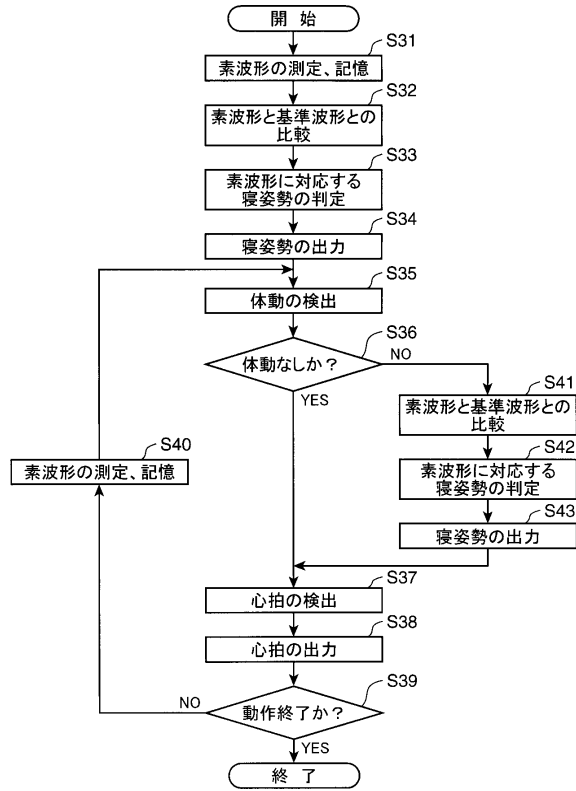 開 始
S31
素波形の測定、記憶
S32
素波形と基準波形との
比較
S33
素波形に対応する
寝姿勢の判定
S34
寝姿勢の出力
S35
体動の検出
S36
体動なしか？
NO
YES
S41
素波形と基準波形との
比較
S42
素波形に対応する
寝姿勢の判定
S43
寝姿勢の出力
S40
素波形の測定、記憶
S37
心拍の検出
S38
心拍の出力
S39
動作終了か？
NO
YES
終 了